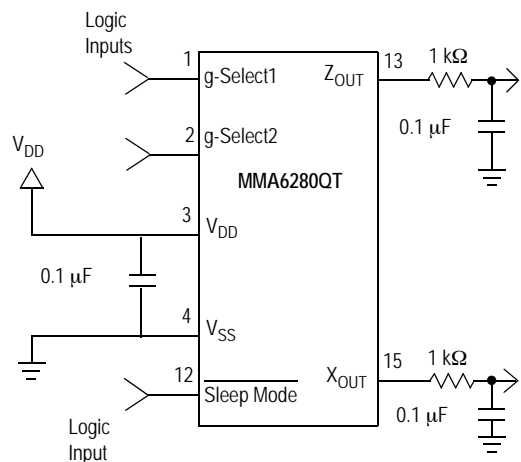 Logic
Inputs
1
g-Select1
2
g-Select2
V_DD
MMA6280QT
3
V_DD
0.1 μF
4
V_SS
12
Sleep Mode
Logic
Input
Z_OUT
13
1 kΩ
0.1 μF
X_OUT
15
1 kΩ
0.1 μF